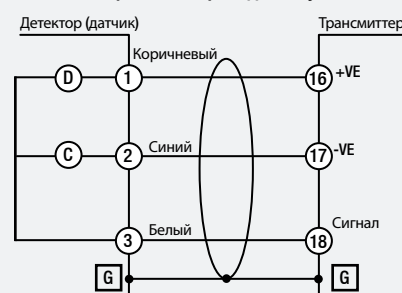 Детектор (датчик) Трансмиттер
Коричневый
D 1 16 +VE
C 2 Синий 17 -VE
3 Белый 18 Сигнал
G G